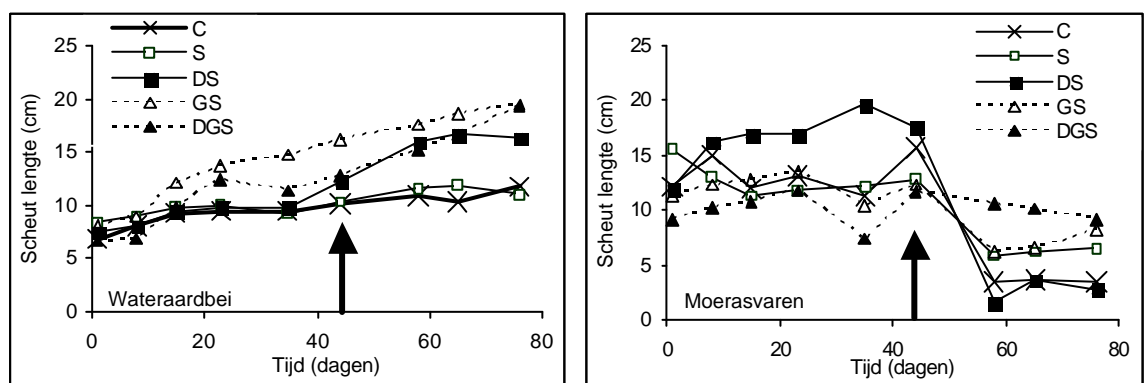 C
S
DS
GS
DGS
25
20
15
10
5
0
Scheut lengte (cm)
Wateraardbei
0 20 40 60 80
Tijd (dagen)
C
S
DS
GS
DGS
25
20
15
10
5
0
Scheut lengte (cm)
Moerasvaren
0 20 40 60 80
Tijd (dagen)